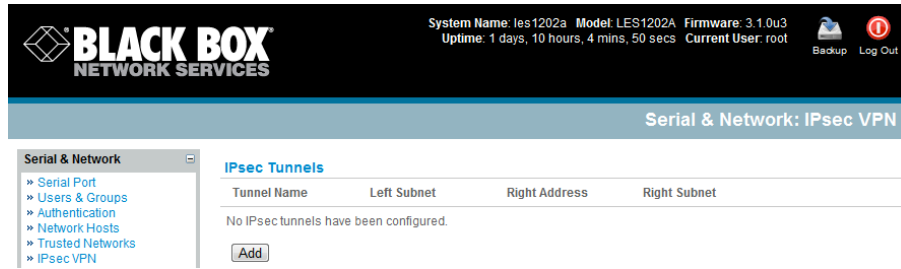 System Name: les1202a Model: LES1202A Firmware: 3.1.0u3
Uptime: 1 days, 10 hours, 4 mins, 50 secs Current User: root
Backup
Log Out
BLACK BOX
NETWORK SERVICES
Serial & Network: IPsec VPN
Serial & Network
» Serial Port
» Users & Groups
» Authentication
» Network Hosts
» Trusted Networks
» IPsec VPN
IPsec Tunnels
Tunnel Name Left Subnet Right Address Right Subnet
No IPsec tunnels have been configured.
Add